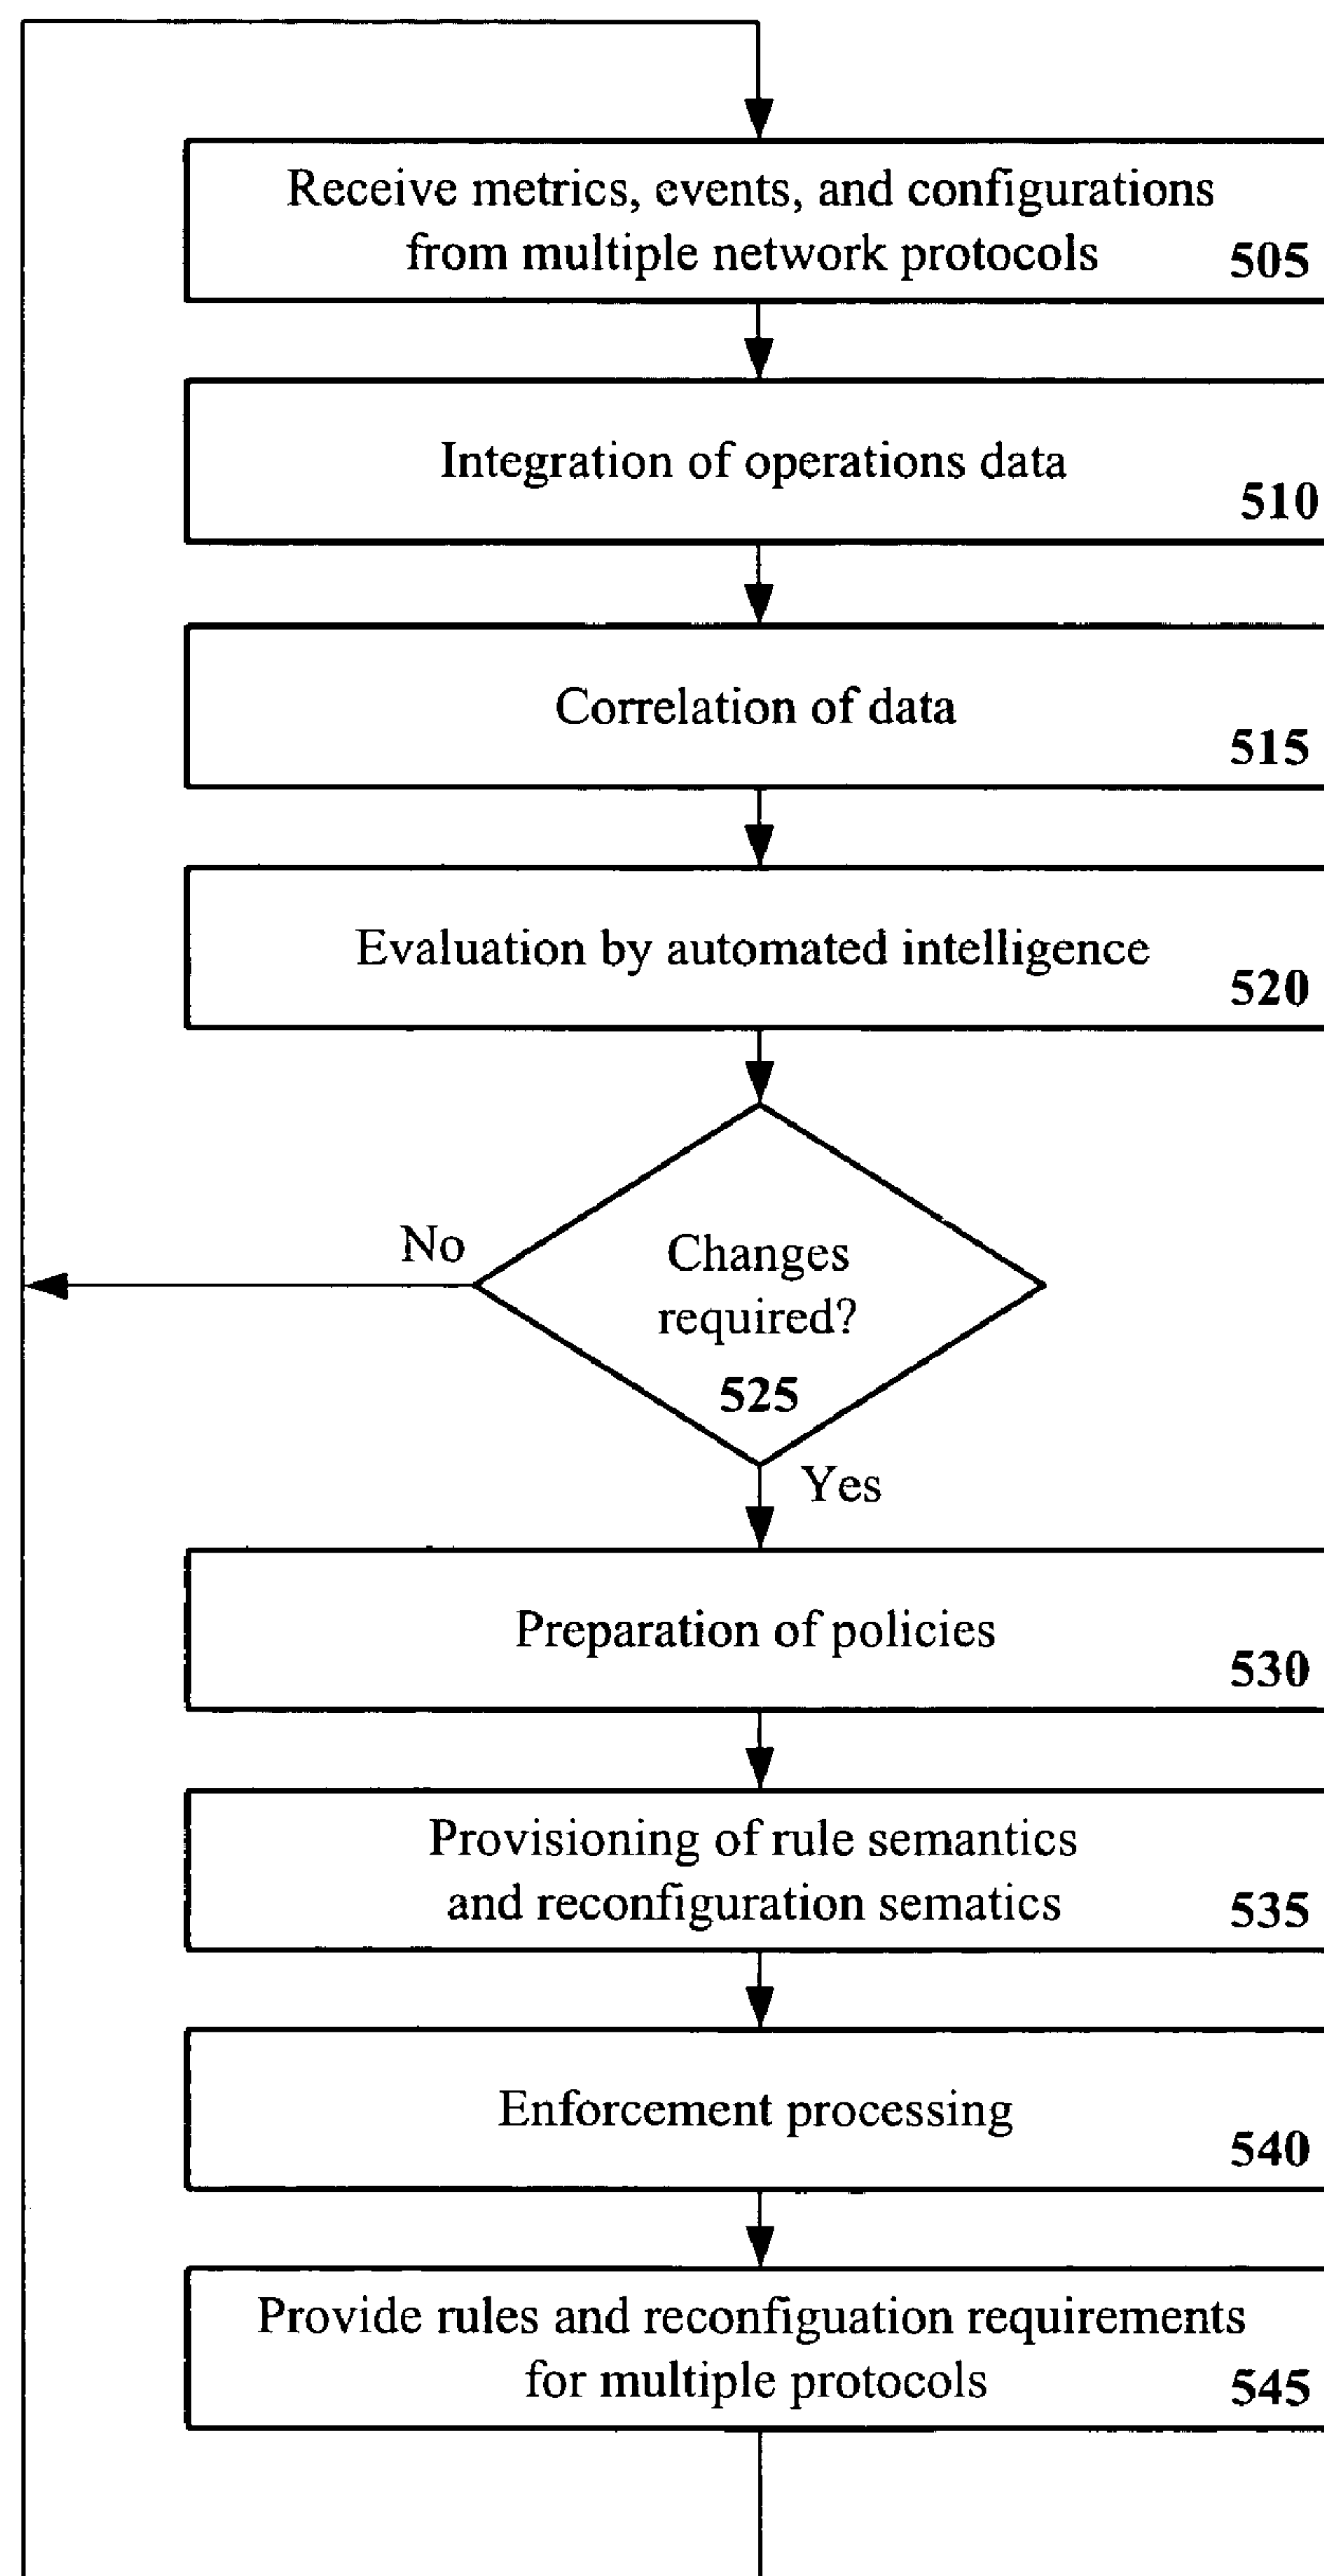 Receive metrics, events, and configurations
from multiple network protocols
505
Integration of operations data
510
Correlation of data
515
Evaluation by automated intelligence
520
No
Changes
required?
525
Yes
Preparation of policies
530
Provisioning of rule semantics
and reconfiguration sematics
535
Enforcement processing
540
Provide rules and reconfiguation requirements
for multiple protocols
545